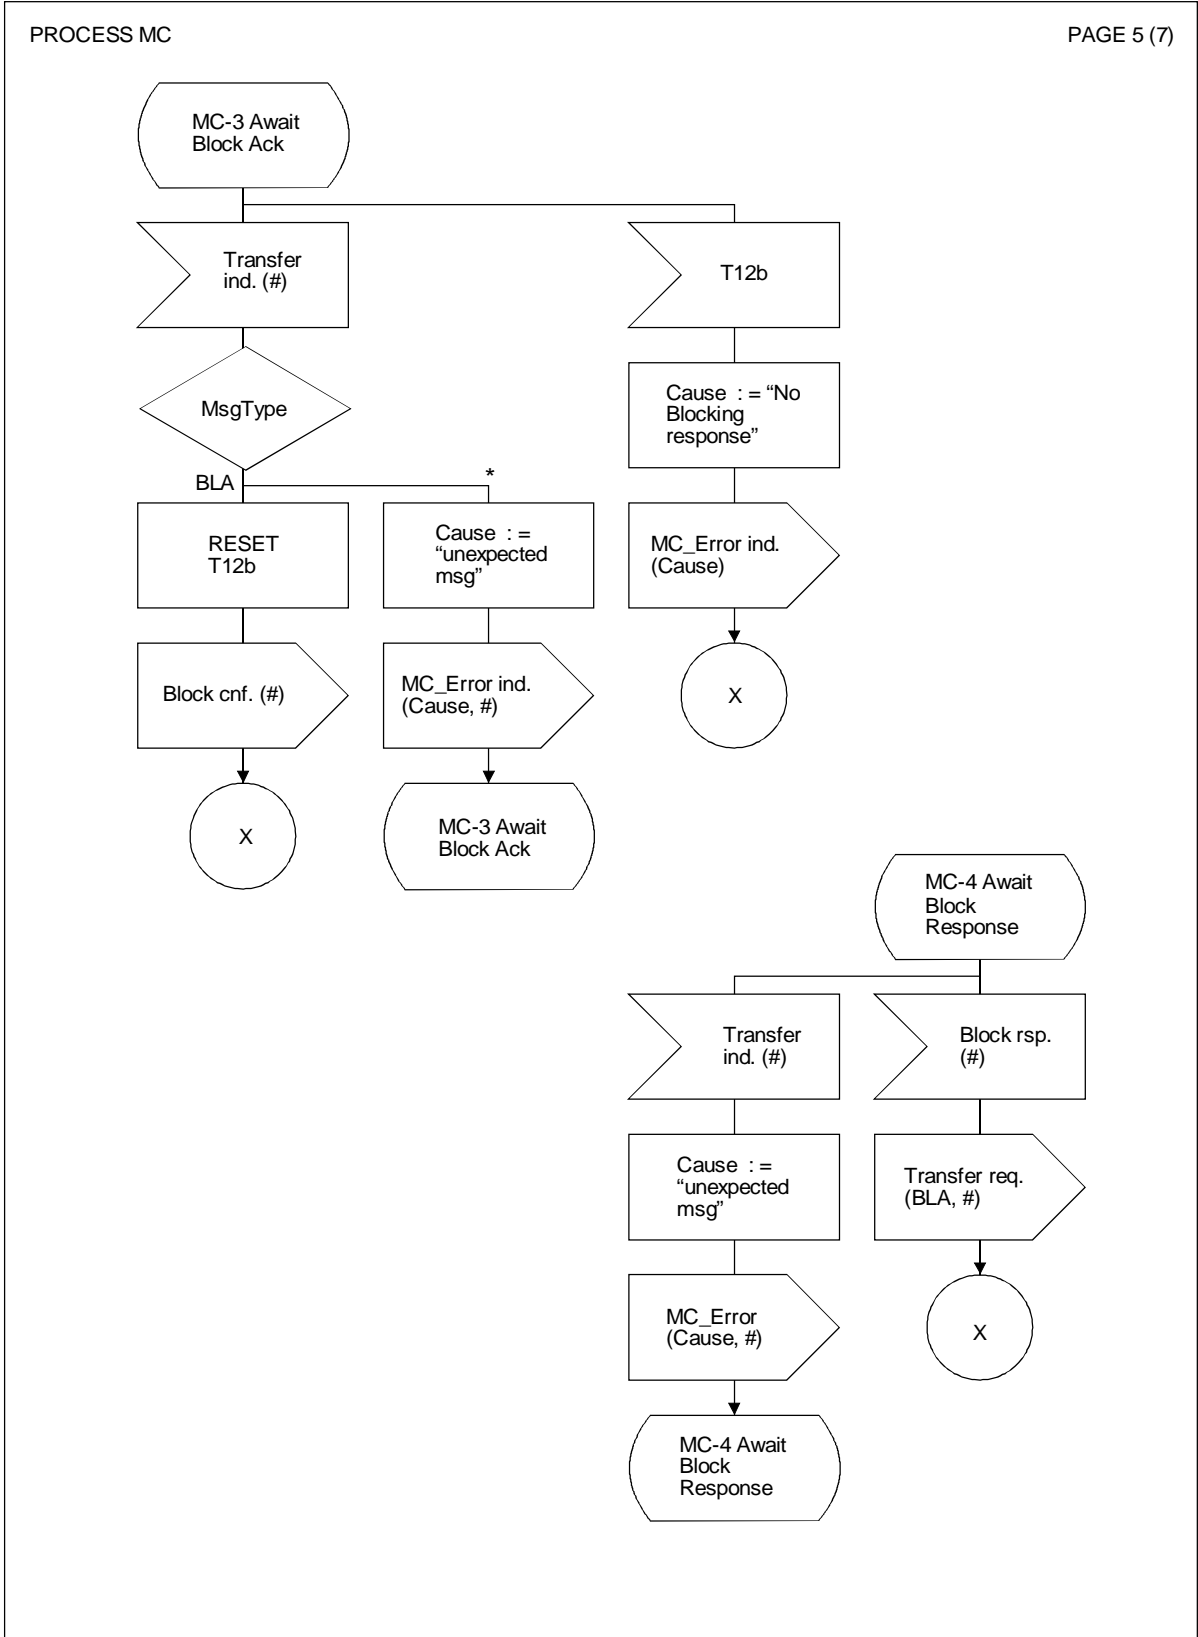 PROCESS MC
PAGE 5 (7)
MC-3 Await
Block Ack
Transfer
ind. (#)
T12b
MsgType
Cause : = “No
Blocking
response”
BLA
*
RESET
T12b
Cause : =
“unexpected
msg”
MC_Error ind.
(Cause)
Block cnf. (#)
MC_Error ind.
(Cause, #)
X
X
MC-3 Await
Block Ack
MC-4 Await
Block
Response
Transfer
ind. (#)
Block rsp.
(#)
Cause : =
“unexpected
msg”
Transfer req.
(BLA, #)
MC_Error
(Cause, #)
X
MC-4 Await
Block
Response